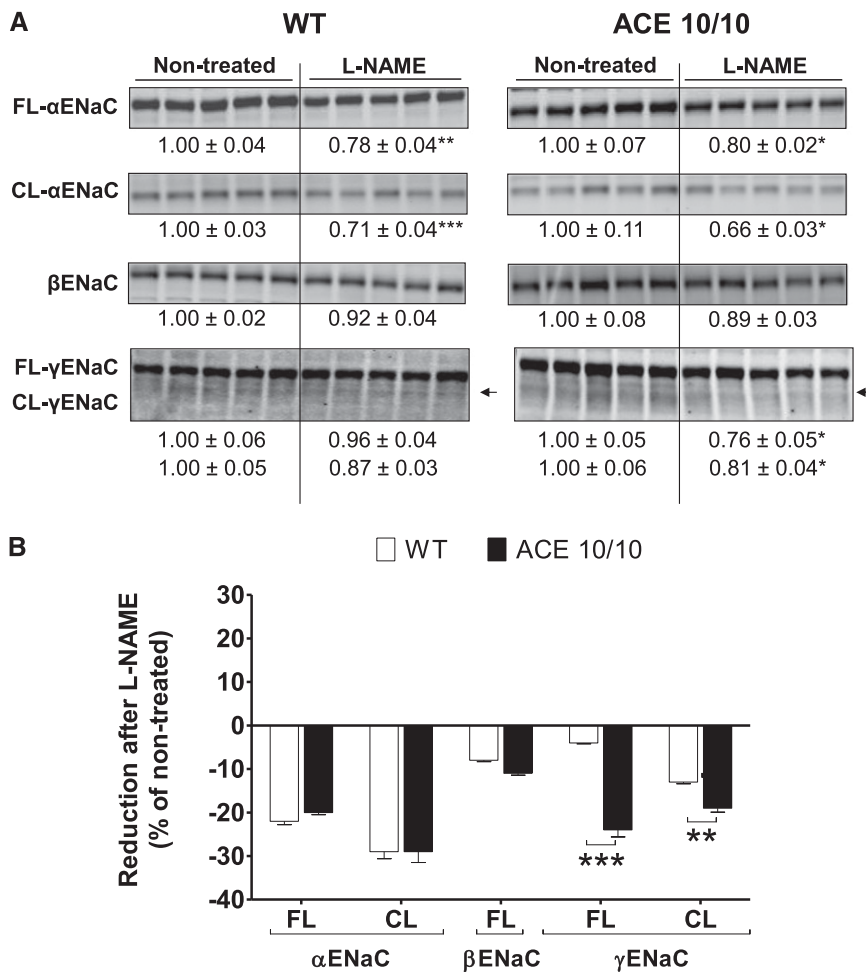 A
WT
ACE 10/10
Non-treated
L-NAME
Non-treated
L-NAME
FL-αENaC
1.00 ± 0.04
0.78 ± 0.04**
1.00 ± 0.07
0.80 ± 0.02*
CL-αENaC
1.00 ± 0.03
0.71 ± 0.04***
1.00 ± 0.11
0.66 ± 0.03*
βENaC
1.00 ± 0.02
0.92 ± 0.04
1.00 ± 0.08
0.89 ± 0.03
FL-γENaC
CL-γENaC
1.00 ± 0.06
0.96 ± 0.04
1.00 ± 0.05
0.76 ± 0.05*
1.00 ± 0.05
0.87 ± 0.03
1.00 ± 0.06
0.81 ± 0.04*
B
WT
ACE 10/10
Reduction after L-NAME
(% of non-treated)
30
20
10
0
-10
-20
-30
-40
***
**
FL
CL
FL
FL
CL
αENaC
βENaC
γENaC